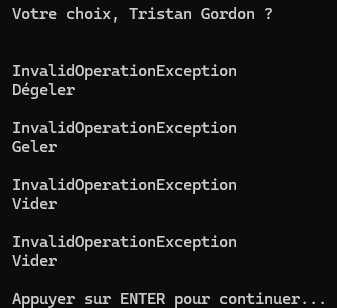 Votre choix, Tristan Gordon ?
InvalidOperationException
Dégeler
InvalidOperationException
Geler
InvalidOperationException
Vider
InvalidOperationException
Vider
Appuyer sur ENTER pour continuer...